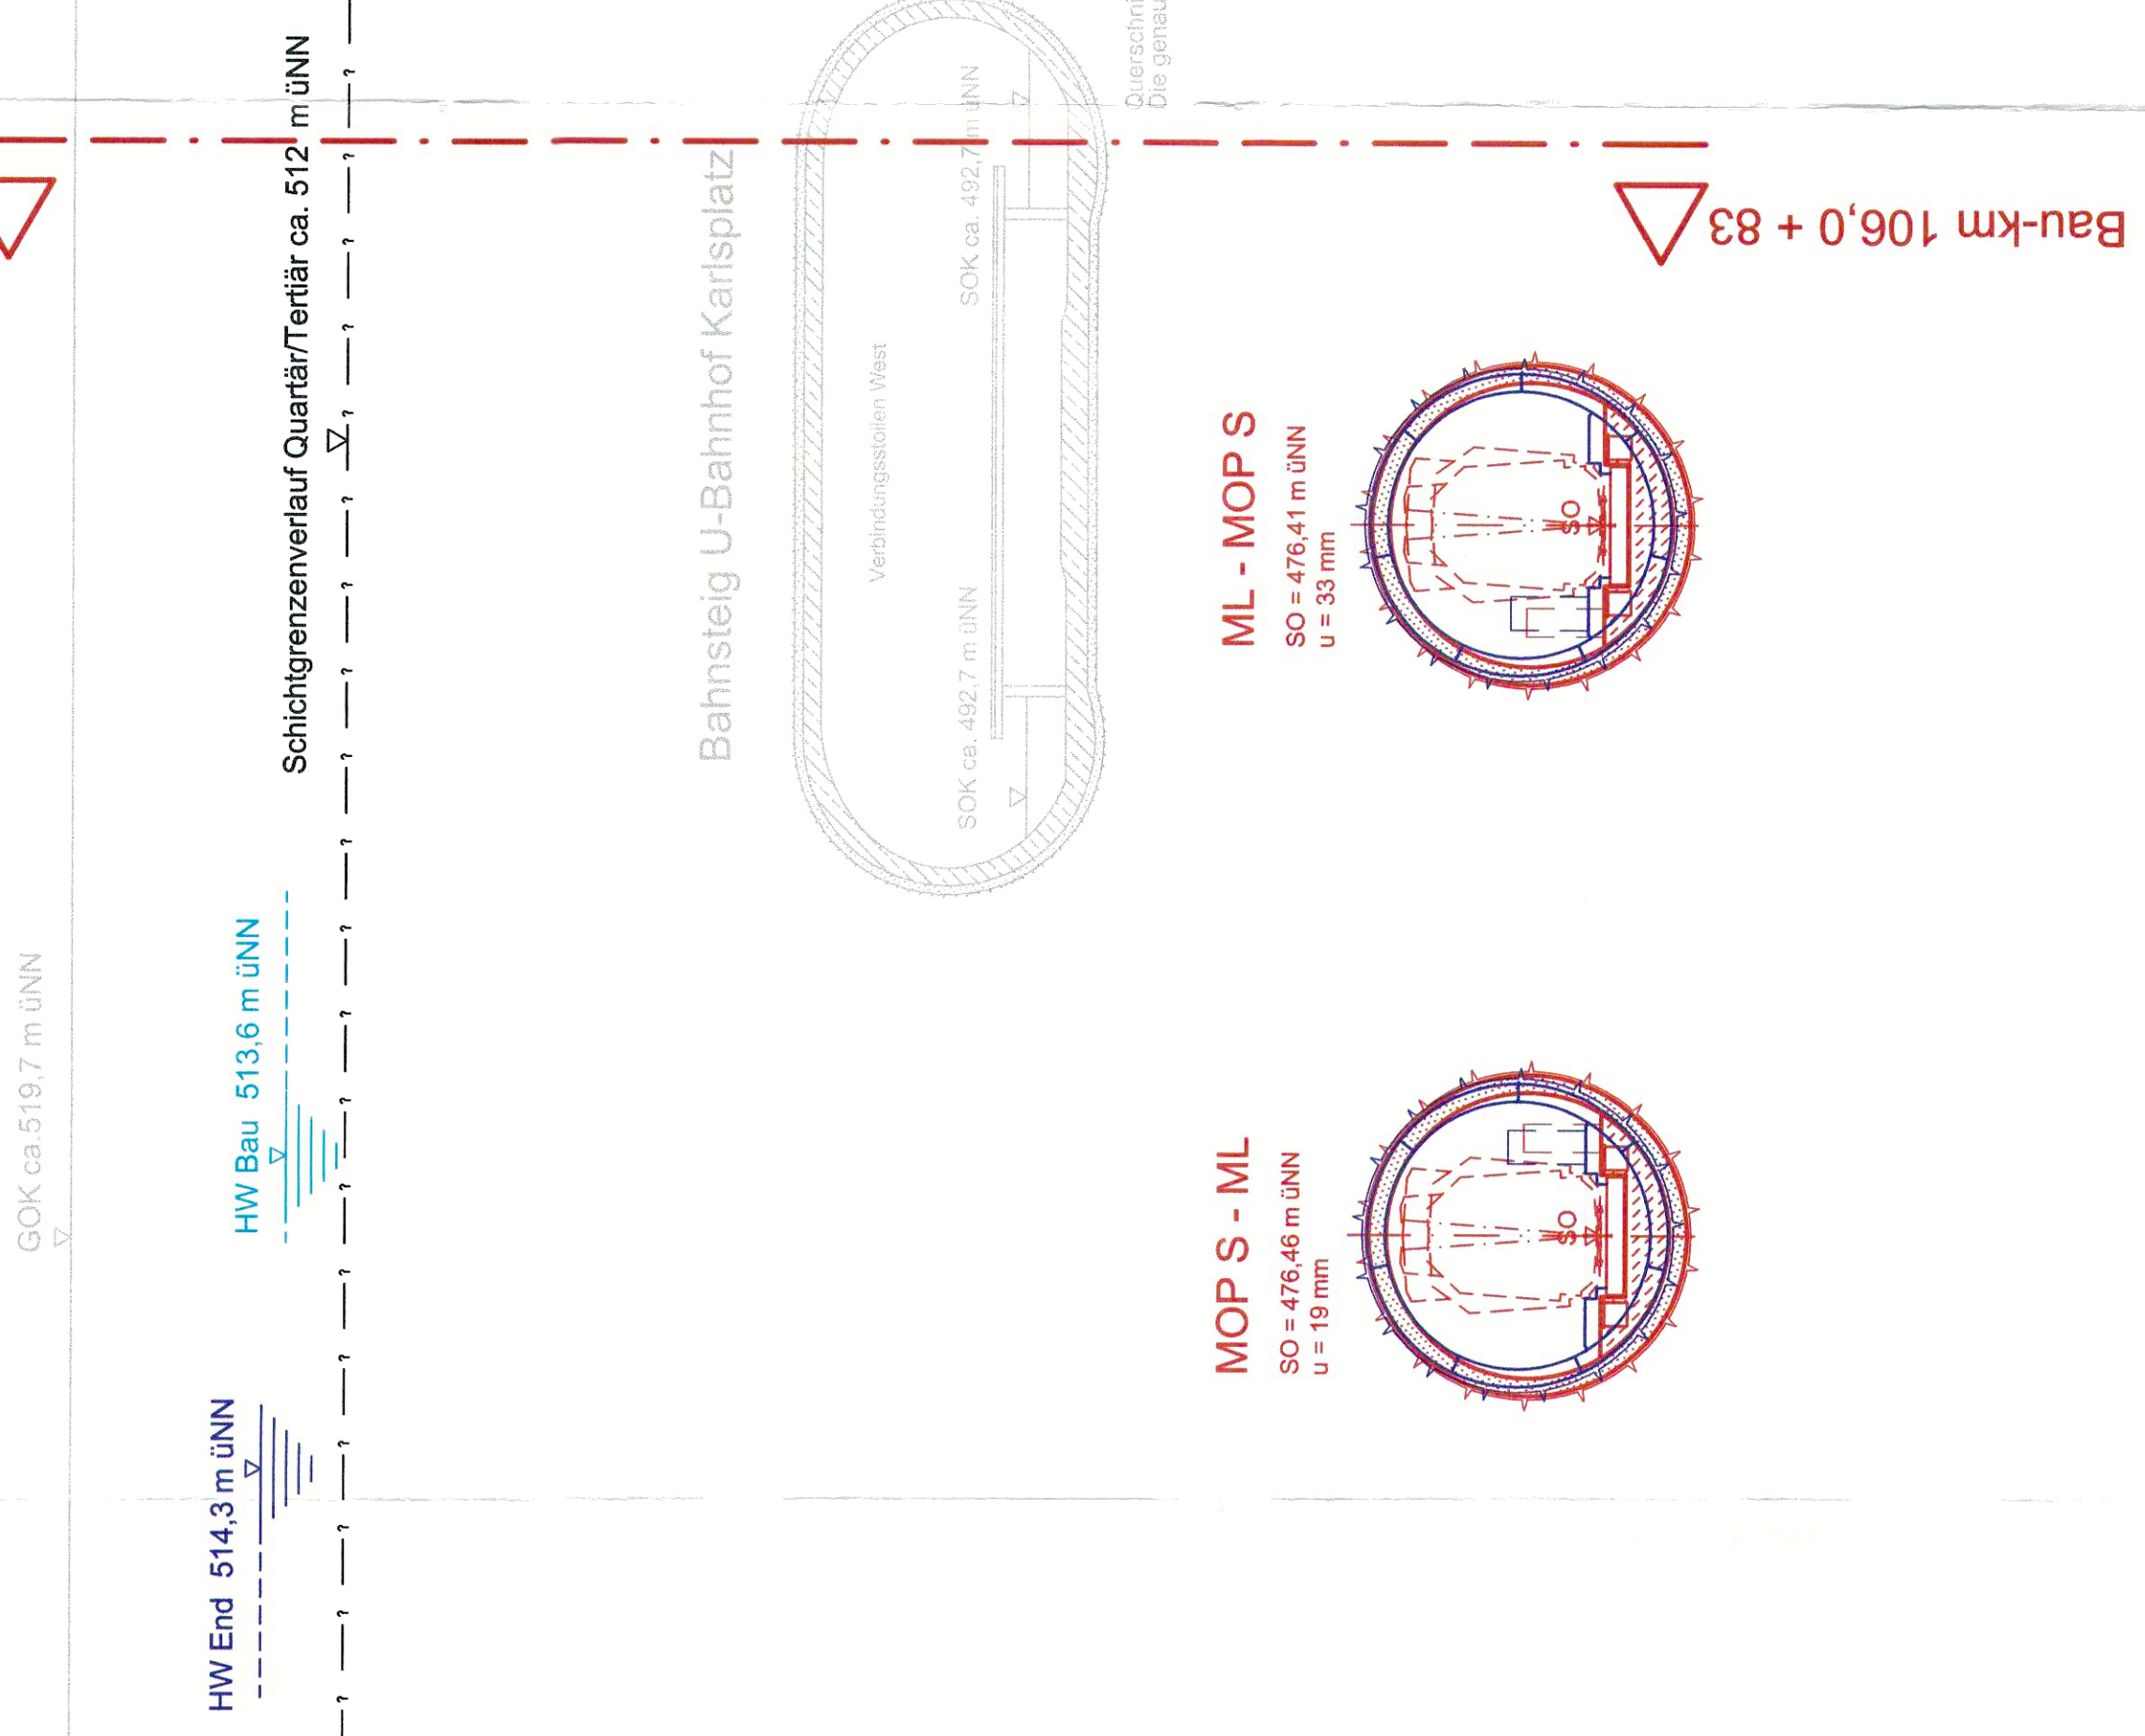 GOK ca.519,7 m üNN
HW End 514,3 m üNN
HW Bau 513,6 m üNN
Schichtgrenzenverlauf Quartär/Tertiär ca. 512 m üNN
Bahnsteig U-Bahnhof Karlsplatz
Verbindungsstollen West
SOK ca. 492,7 m üNN
SOK ca. 492,7 m üNN
Die genau
ML - MOP S
SO = 476,41 m üNN
u = 33 mm
SO
MOP S - ML
SO = 476,46 m üNN
u = 19 mm
SO
Bau-km 106,0 + 83